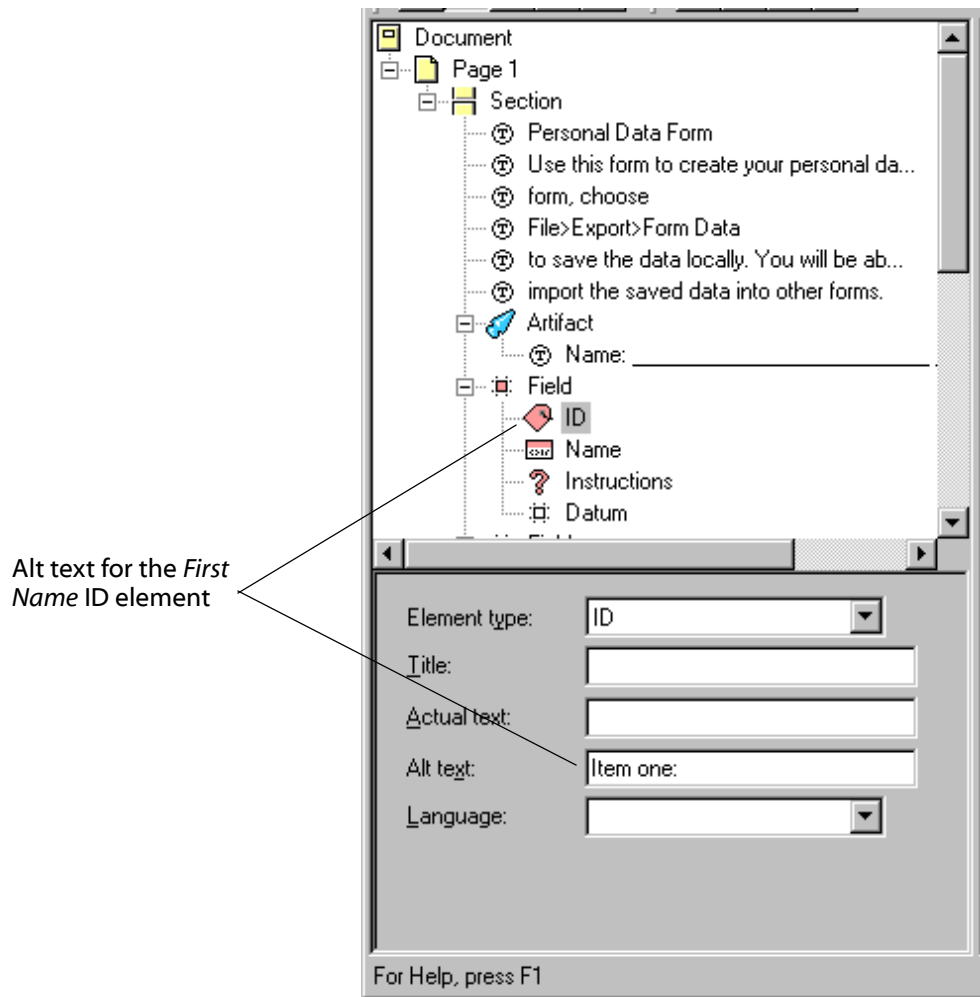 Document
Page 1
Section
Personal Data Form
Use this form to create your personal da...
form, choose
File>Export>Form Data
to save the data locally. You will be ab...
import the saved data into other forms.
Artifact
Name: ______________________________ .
Field
ID
Name
Instructions
Datum
Alt text for the First
Name ID element
Element type: ID
Title:
Actual text:
Alt text: Item one:
Language:
For Help, press F1